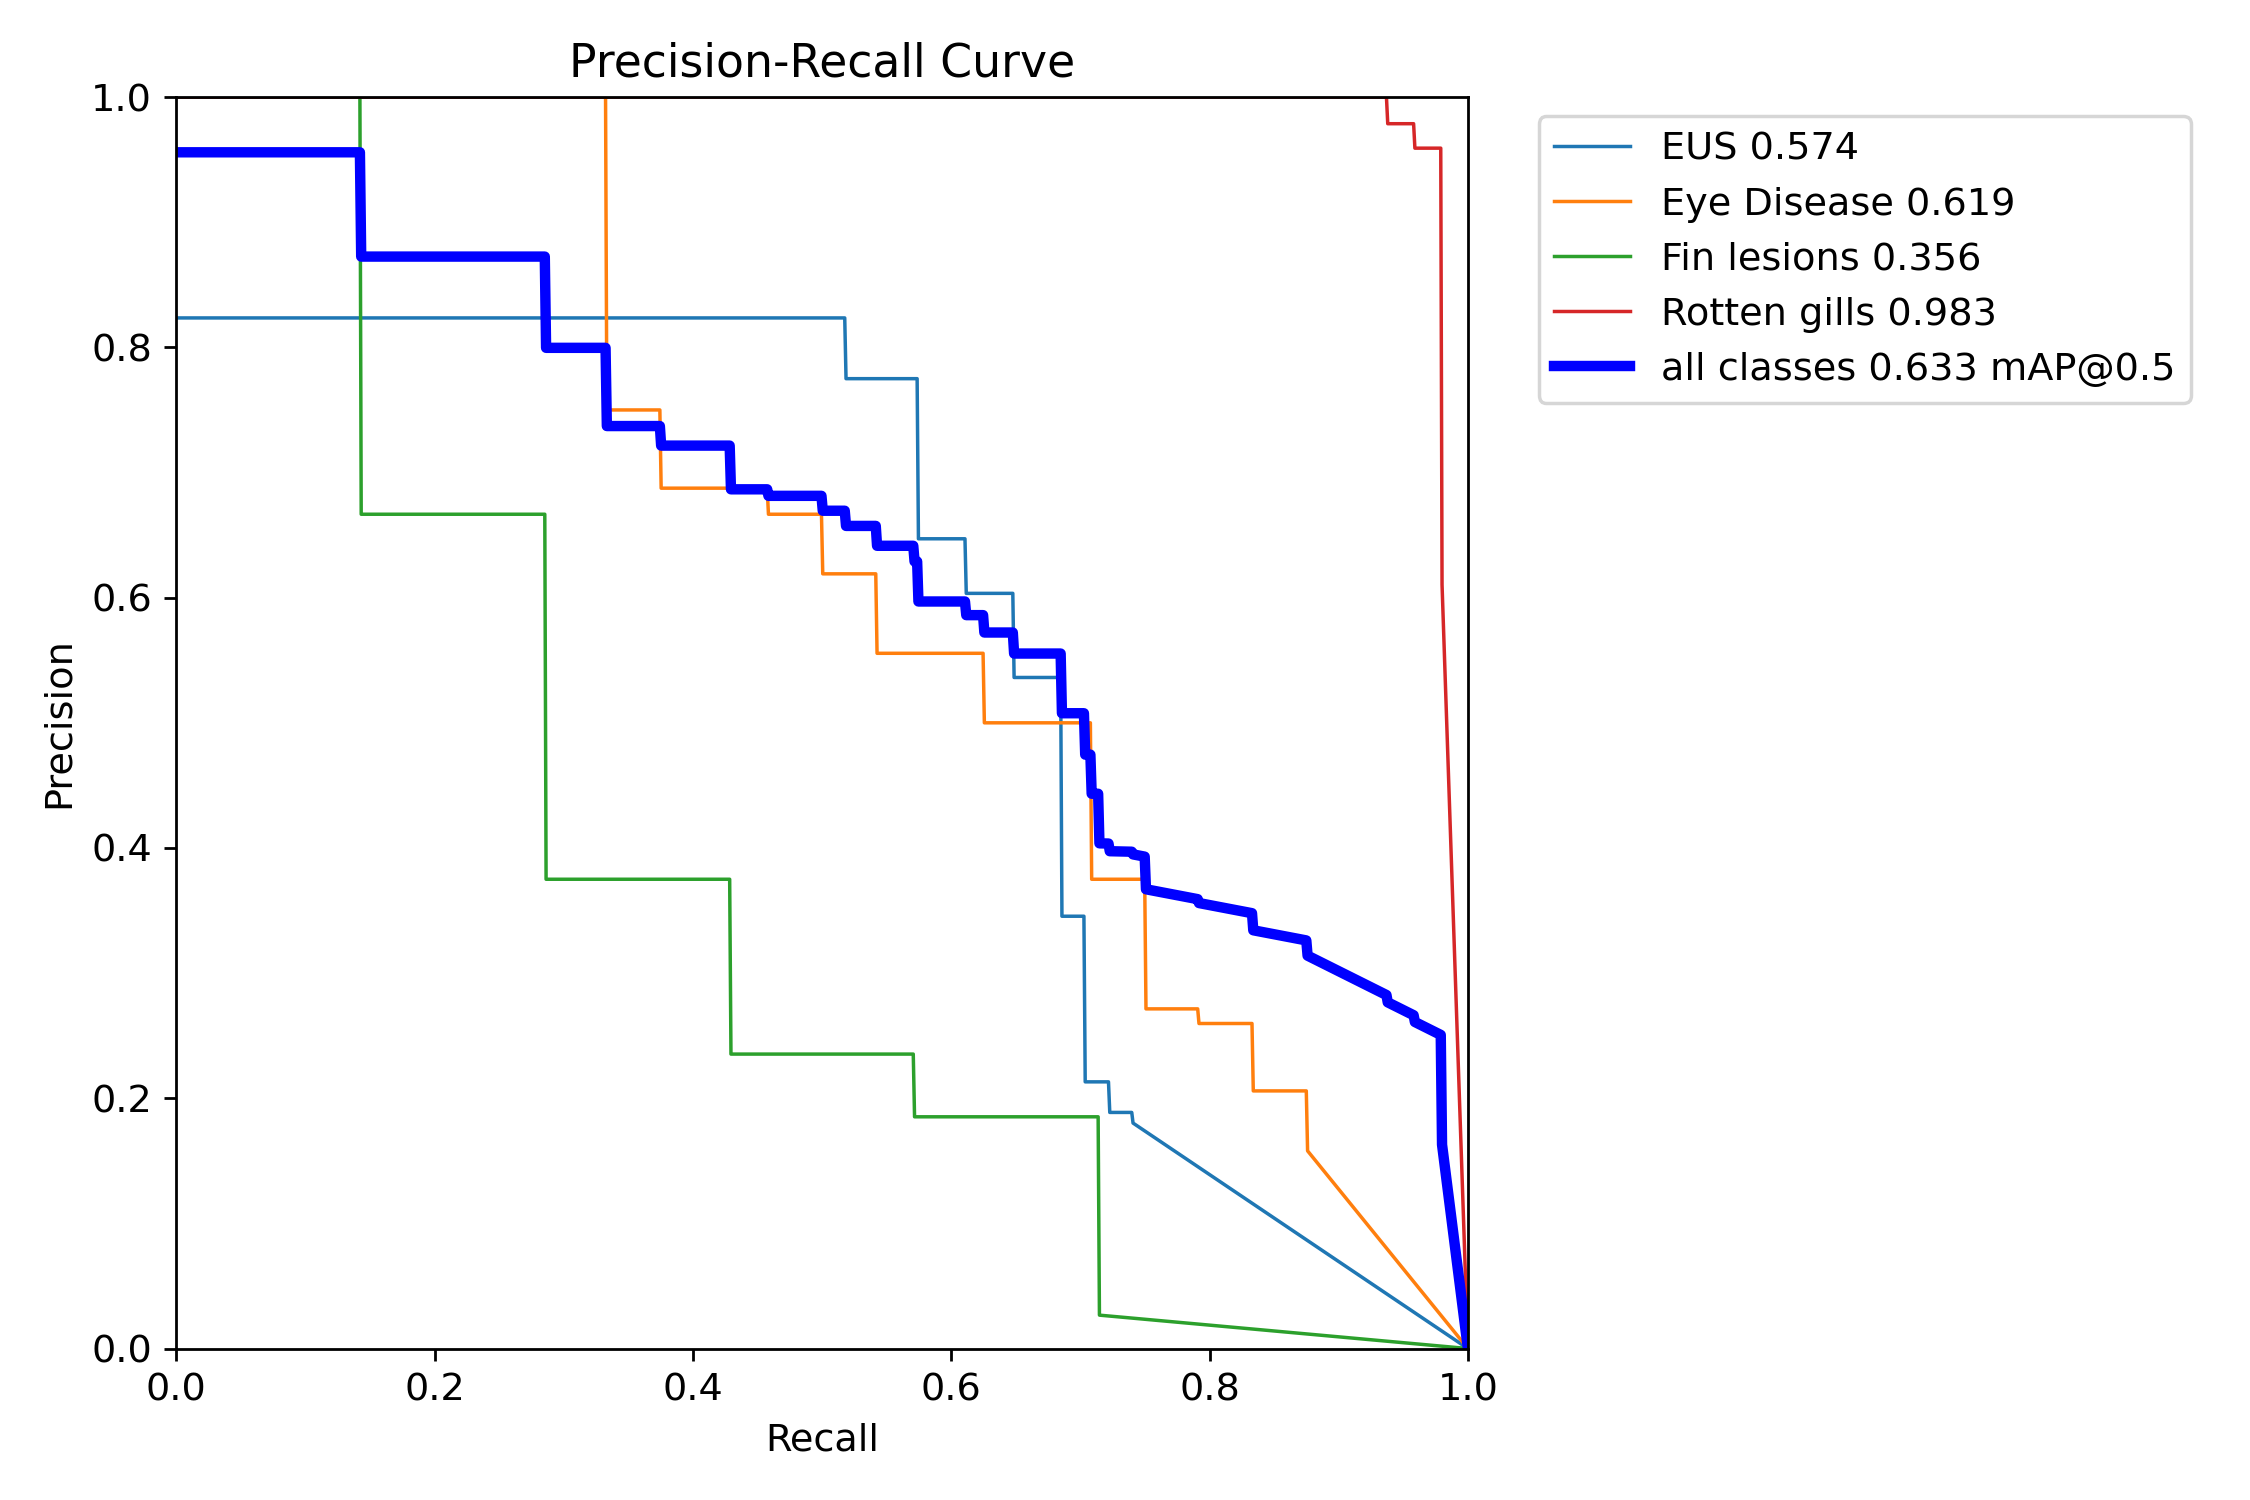 Precision-Recall Curve
1.0
0.8
0.6
0.4
0.2
0.0
Precision
0.0 0.2 0.4 0.6 0.8 1.0
Recall
EUS 0.574
Eye Disease 0.619
Fin lesions 0.356
Rotten gills 0.983
all classes 0.633 mAP@0.5